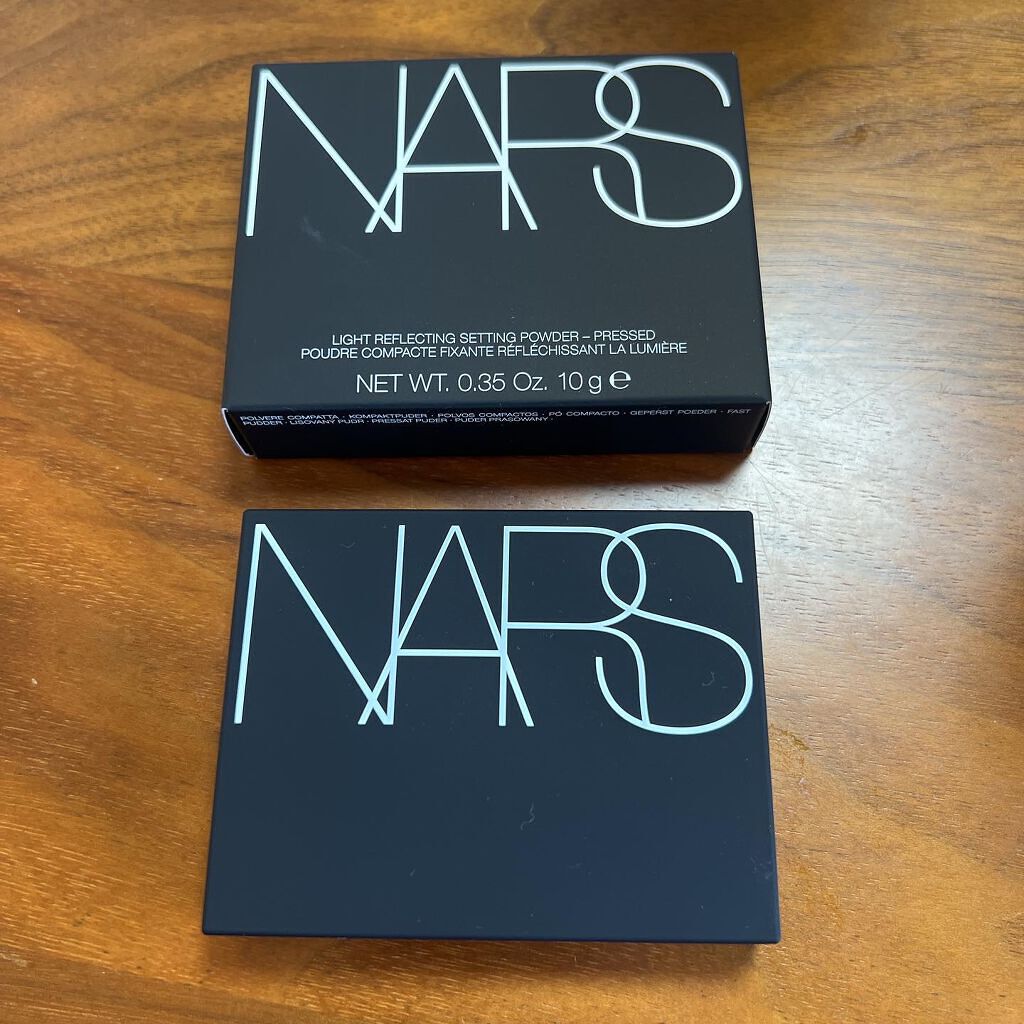 NARS
LIGHT REFLECTING SETTING POWDER – PRESSED
POUDRE COMPACTE FIXANTE RÉFLÉCHISSANT LA LUMIÈRE
NET WT. 0.35 Oz. 10 g ℮
POLVERE COMPATTA · KOMPAKTPUDER · POLVOS COMPACTOS · PÓ COMPACTO · GEPERST POEDER · FAST
PUDDER · LISOVANÝ PUDR · PRESSAT PUDER · PUDER PRASOWANY ·
NARS